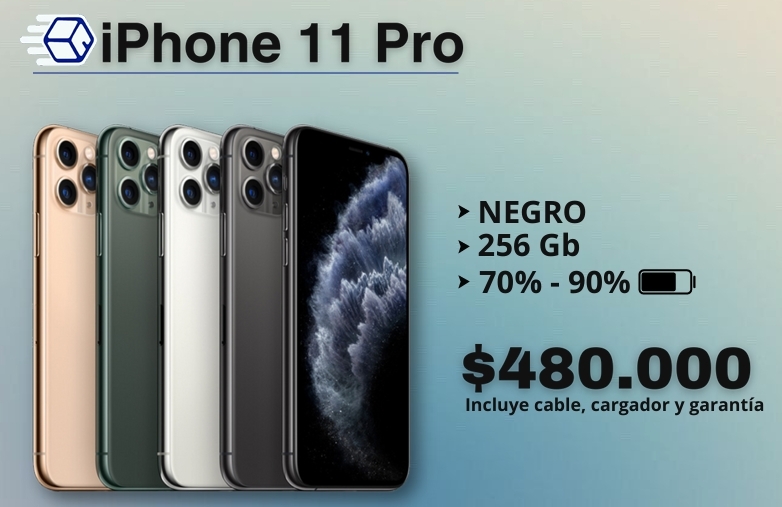 iPhone 11 Pro
NEGRO
256 Gb
70% - 90%
$480.000
Incluye cable, cargador y garantía